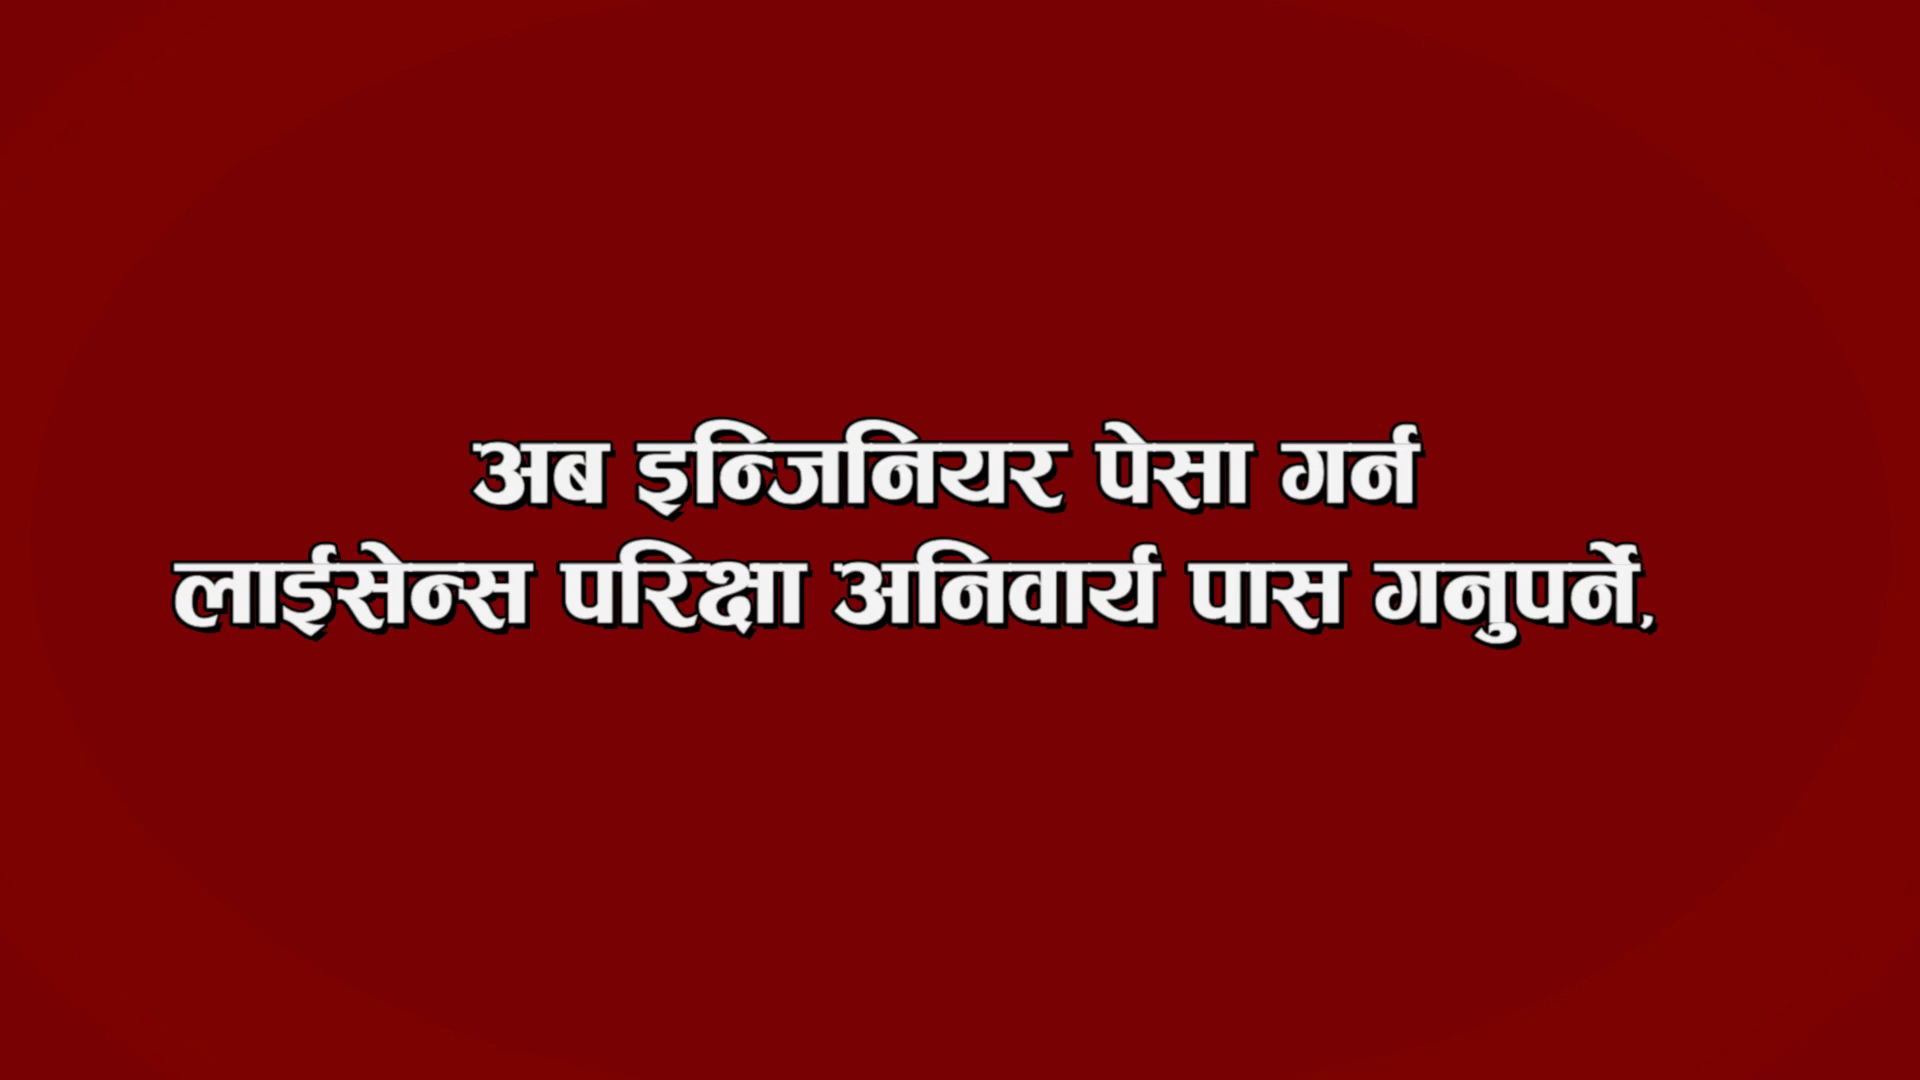 अब इन्जिनियर पेसा गर्न
लाईसेन्स परिक्षा अनिवार्य पास गनुपर्ने,